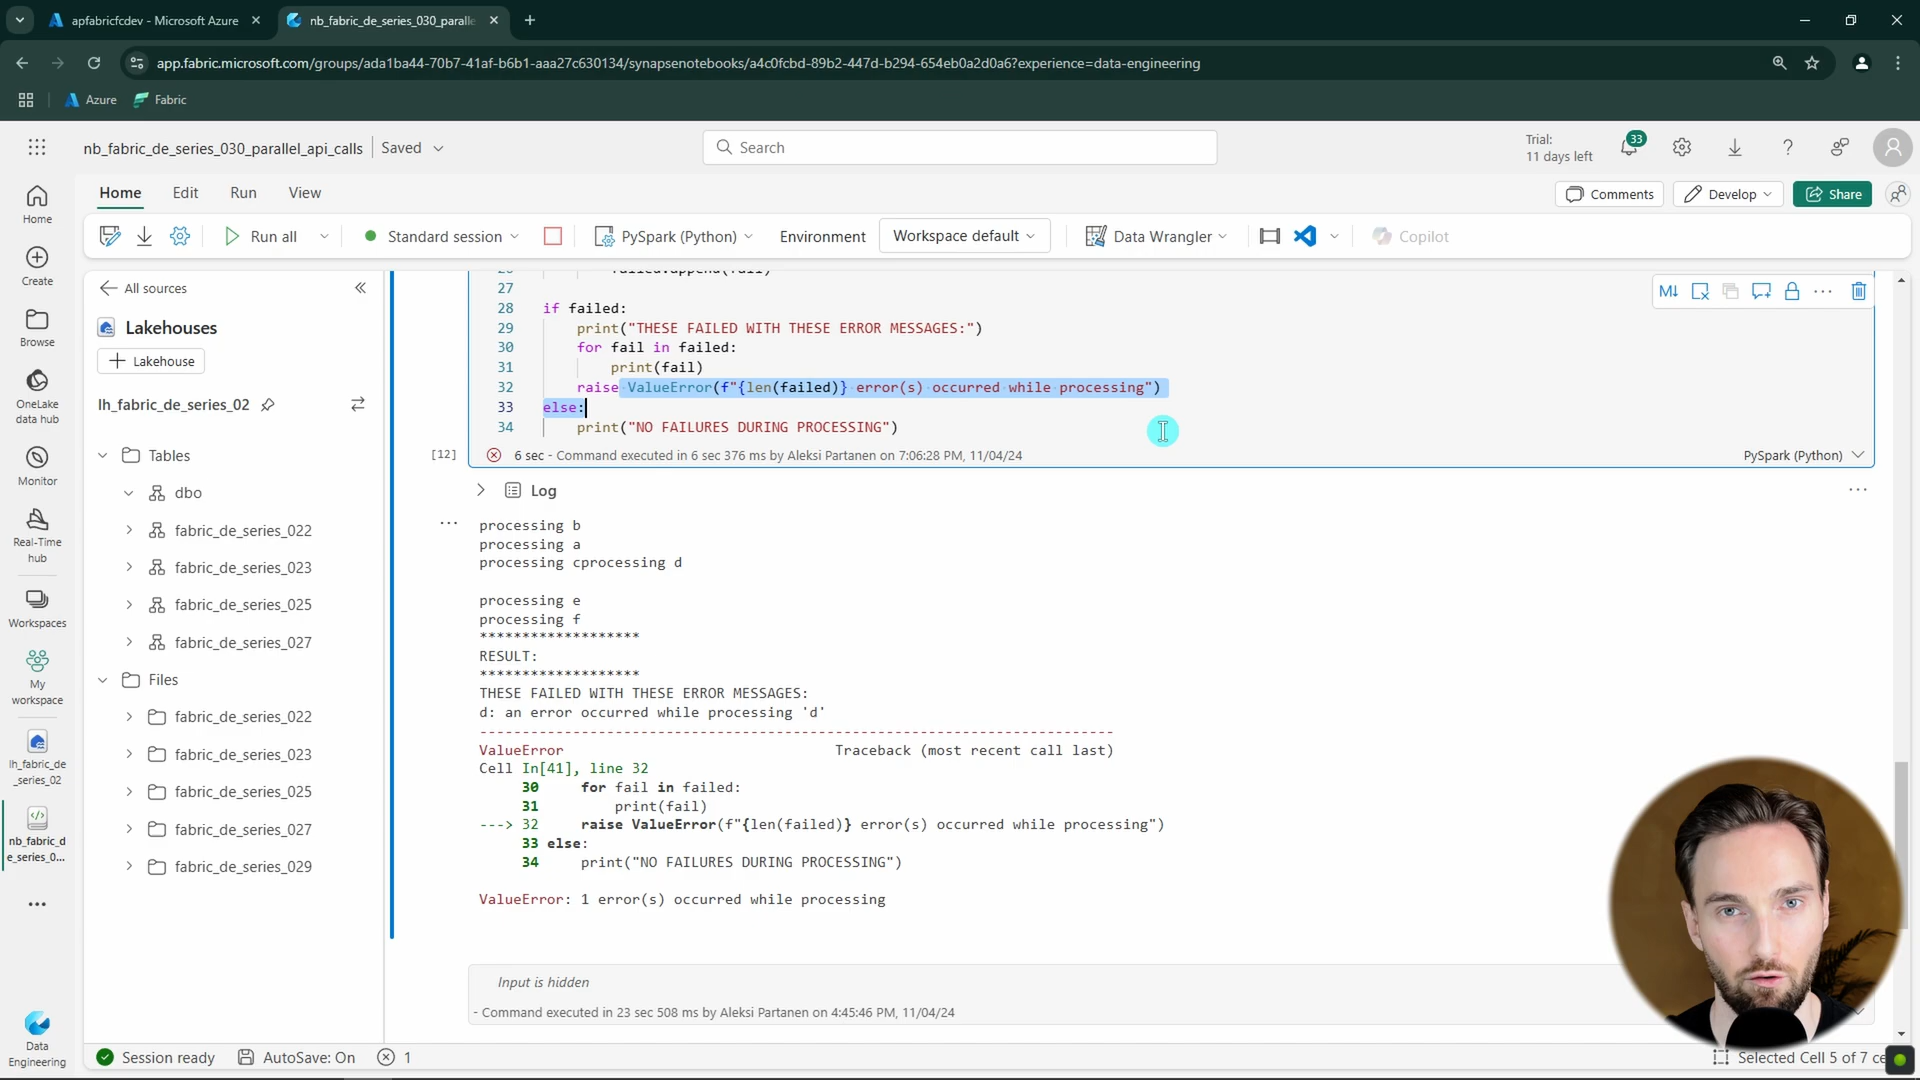 apfabricfcdev - Microsoft Azure
nb_fabric_de_series_030_paralle
app.fabric.microsoft.com/groups/ada1ba44-70b7-41af-b6b1-aaa27c630134/synapsenotebooks/a4c0fcbd-89b2-447d-b294-654eb0a2d0a6?experience=data-engineering
Azure
Fabric
nb_fabric_de_series_030_parallel_api_calls
Saved
Search
Trial:
11 days left
33
Home
Edit
Run
View
Comments
Develop
Share
Run all
Standard session
PySpark (Python)
Environment
Workspace default
Data Wrangler
Copilot
Home
Create
Browse
OneLake
data hub
Monitor
Real-Time
hub
Workspaces
My
workspace
lh_fabric_de
_series_02
nb_fabric_d
e_series_0...
Data
Engineering
All sources
Lakehouses
Lakehouse
lh_fabric_de_series_02
Tables
dbo
fabric_de_series_022
fabric_de_series_023
fabric_de_series_025
fabric_de_series_027
Files
fabric_de_series_022
fabric_de_series_023
fabric_de_series_025
fabric_de_series_027
fabric_de_series_029
M↓
27
28 if failed:
29 print("THESE FAILED WITH THESE ERROR MESSAGES:")
30 for fail in failed:
31 print(fail)
32 raise ValueError(f"{len(failed)} error(s) occurred while processing")
33 else:
34 print("NO FAILURES DURING PROCESSING")
[12]
6 sec - Command executed in 6 sec 376 ms by Aleksi Partanen on 7:06:28 PM, 11/04/24
PySpark (Python)
Log
processing b
processing a
processing cprocessing d
processing e
processing f
*******************
RESULT:
*******************
THESE FAILED WITH THESE ERROR MESSAGES:
d: an error occurred while processing 'd'
---------------------------------------------------------------------------
ValueError Traceback (most recent call last)
Cell In[41], line 32
30 for fail in failed:
31 print(fail)
---> 32 raise ValueError(f"{len(failed)} error(s) occurred while processing")
33 else:
34 print("NO FAILURES DURING PROCESSING")
ValueError: 1 error(s) occurred while processing
Input is hidden
- Command executed in 23 sec 508 ms by Aleksi Partanen on 4:45:46 PM, 11/04/24
Session ready
AutoSave: On
1
Selected Cell 5 of 7 ce